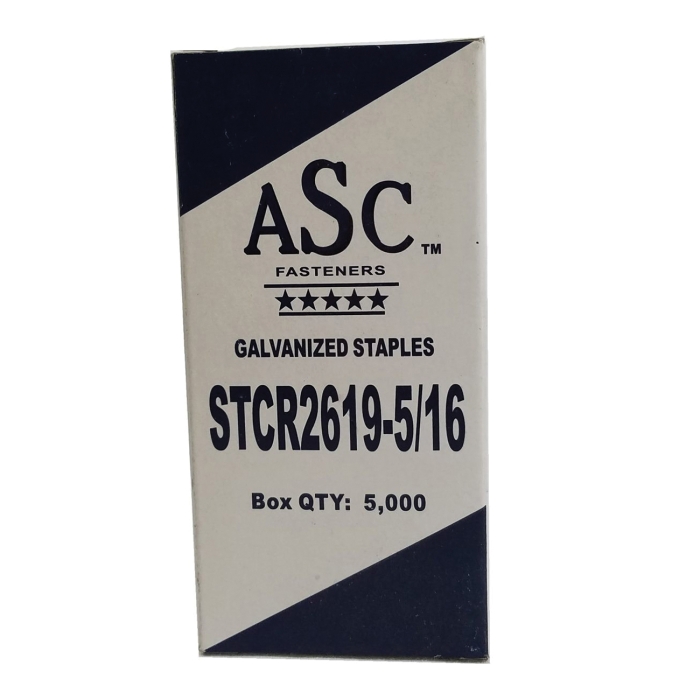 ASC™
FASTENERS
★★★★★
GALVANIZED STAPLES
STCR2619-5/16
Box QTY: 5,000